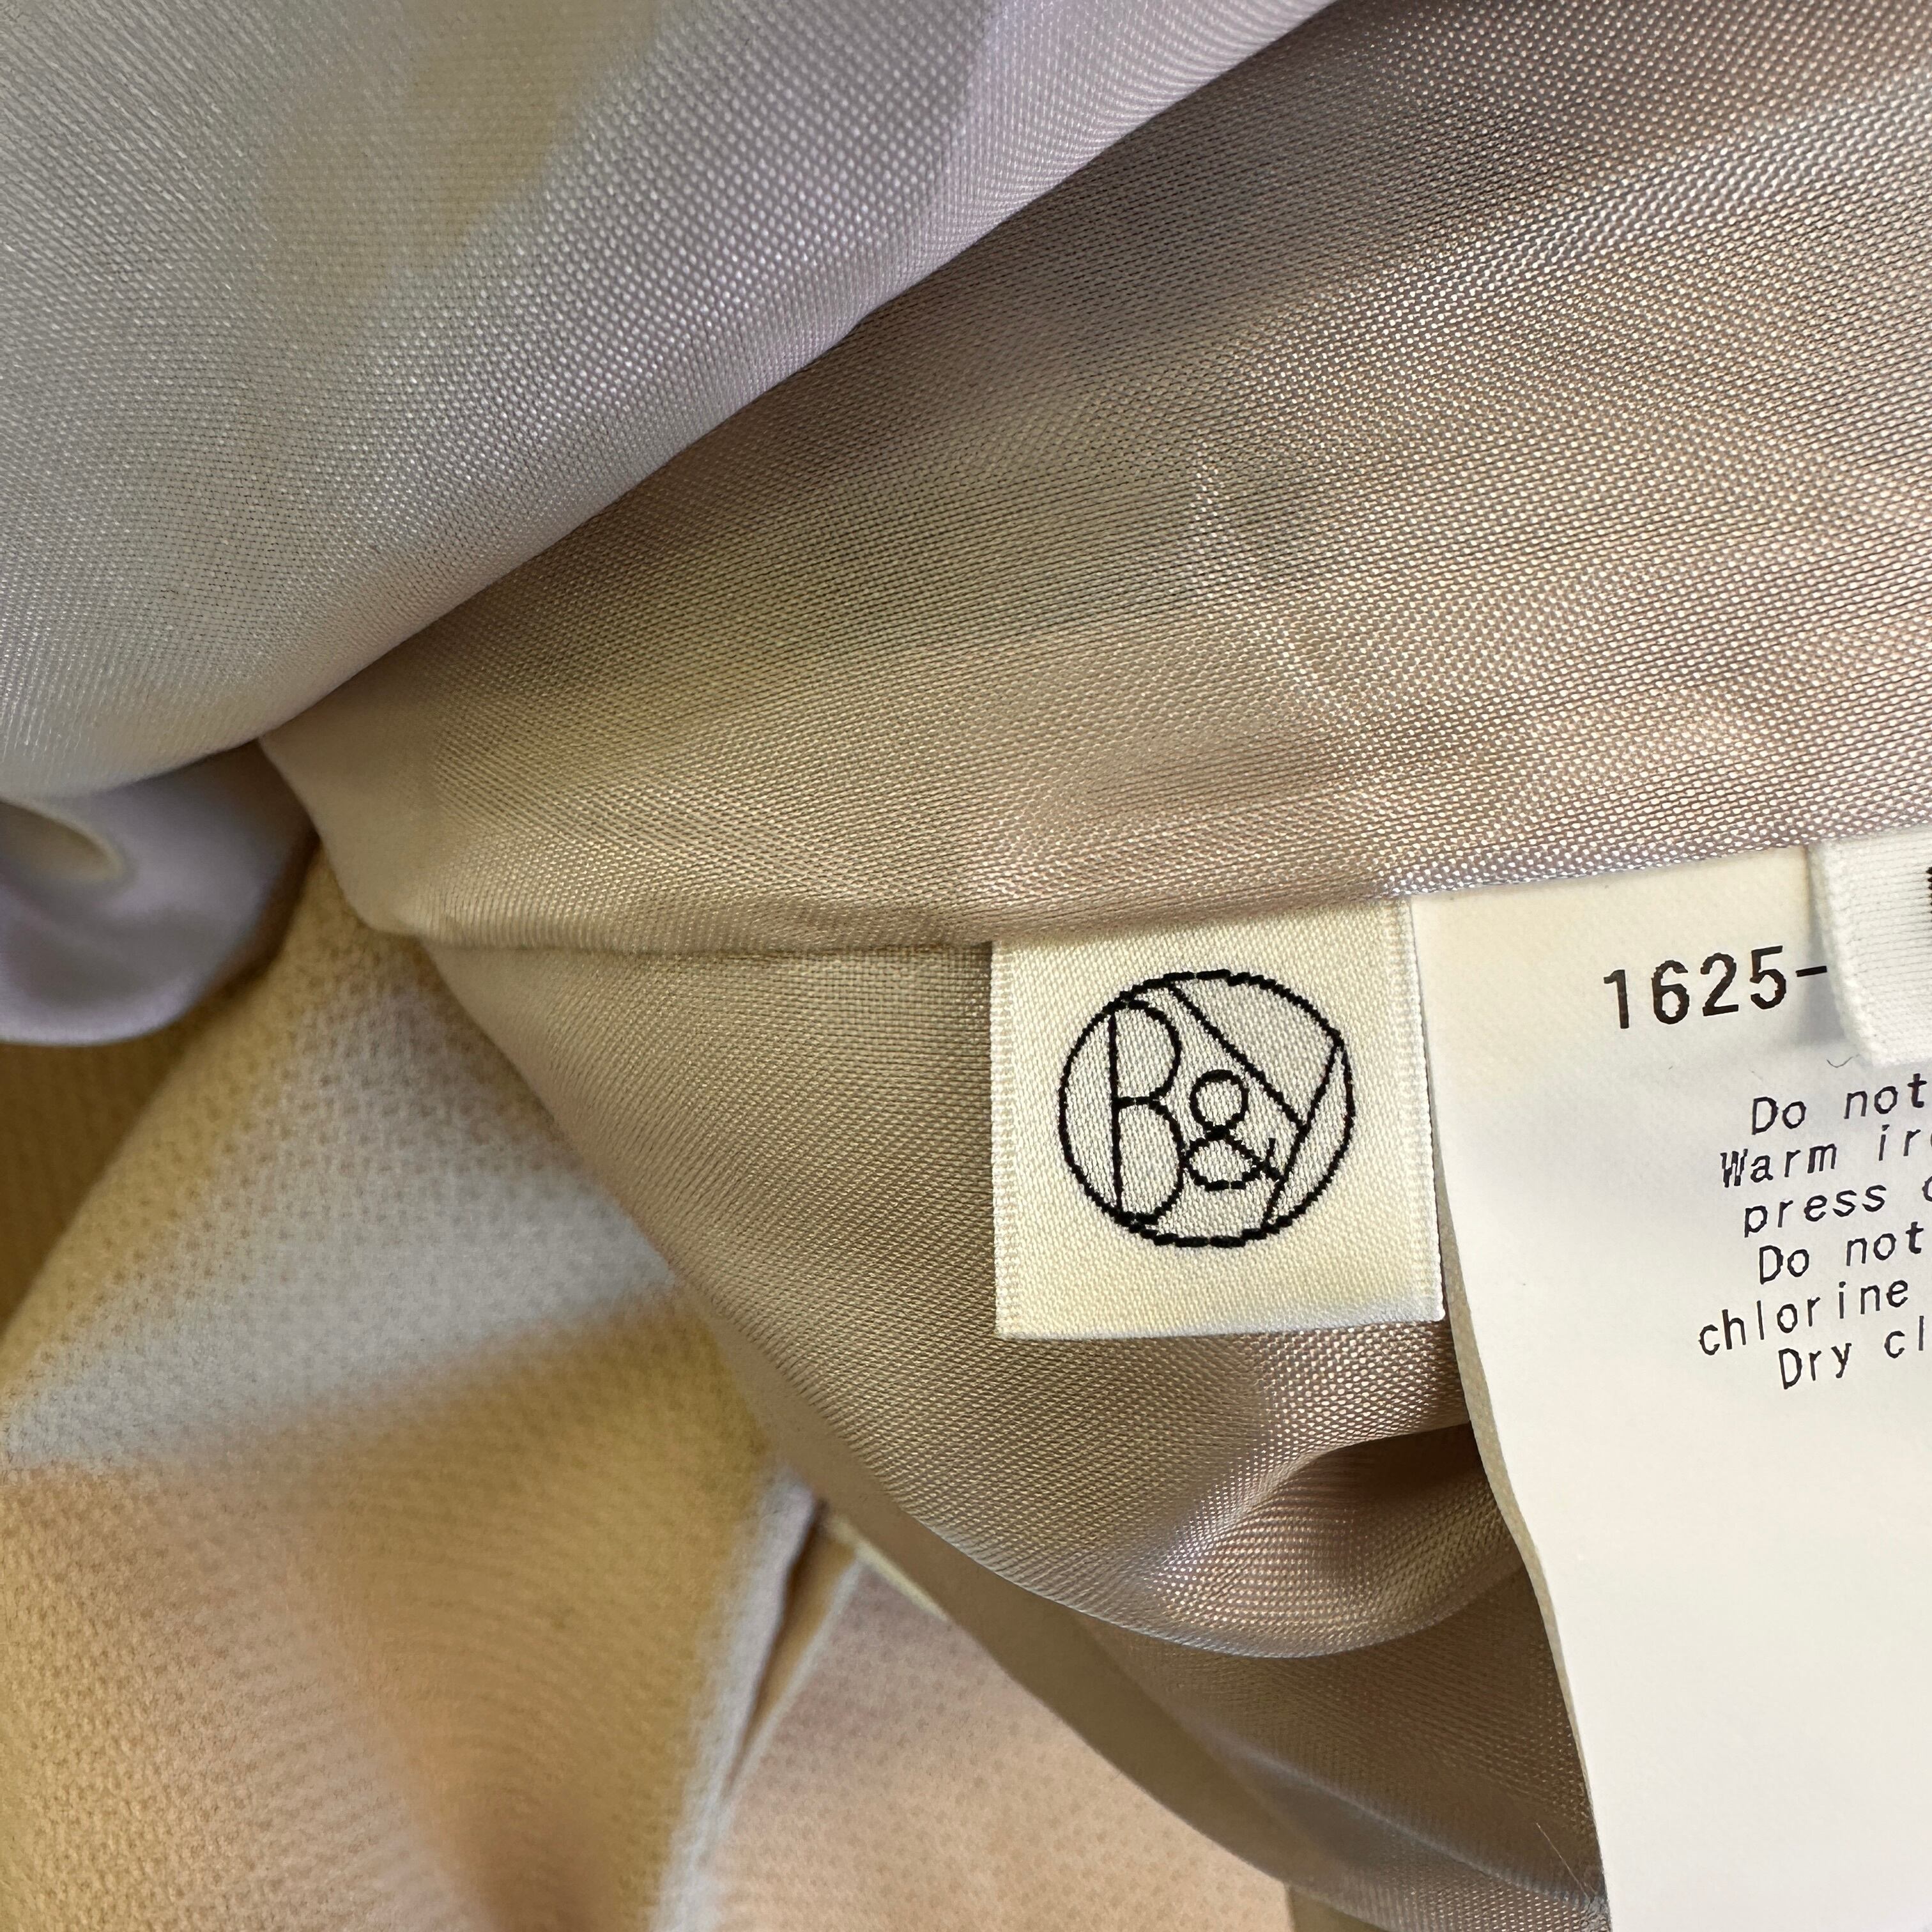 B&
1625-
Do not
Warm ir
press
Do not
chlorine
Dry cl